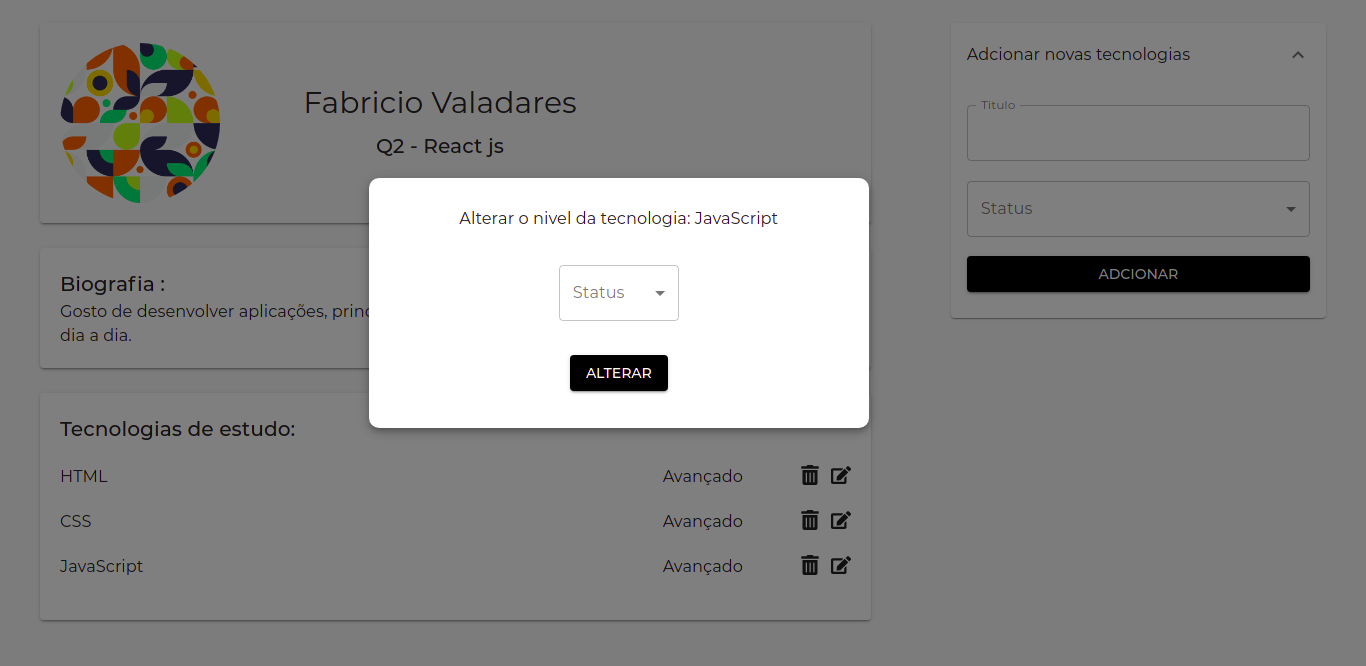 Fabricio Valadares
Q2 - React js
Biografia :
Gosto de desenvolver aplicações,
dia a dia.
Tecnologias de estudo:
HTML Avançado
CSS Avançado
JavaScript Avançado
Alterar o nivel da tecnologia: JavaScript
Status
ALTERAR
Adcionar novas tecnologias
Titulo
Status
ADCIONAR